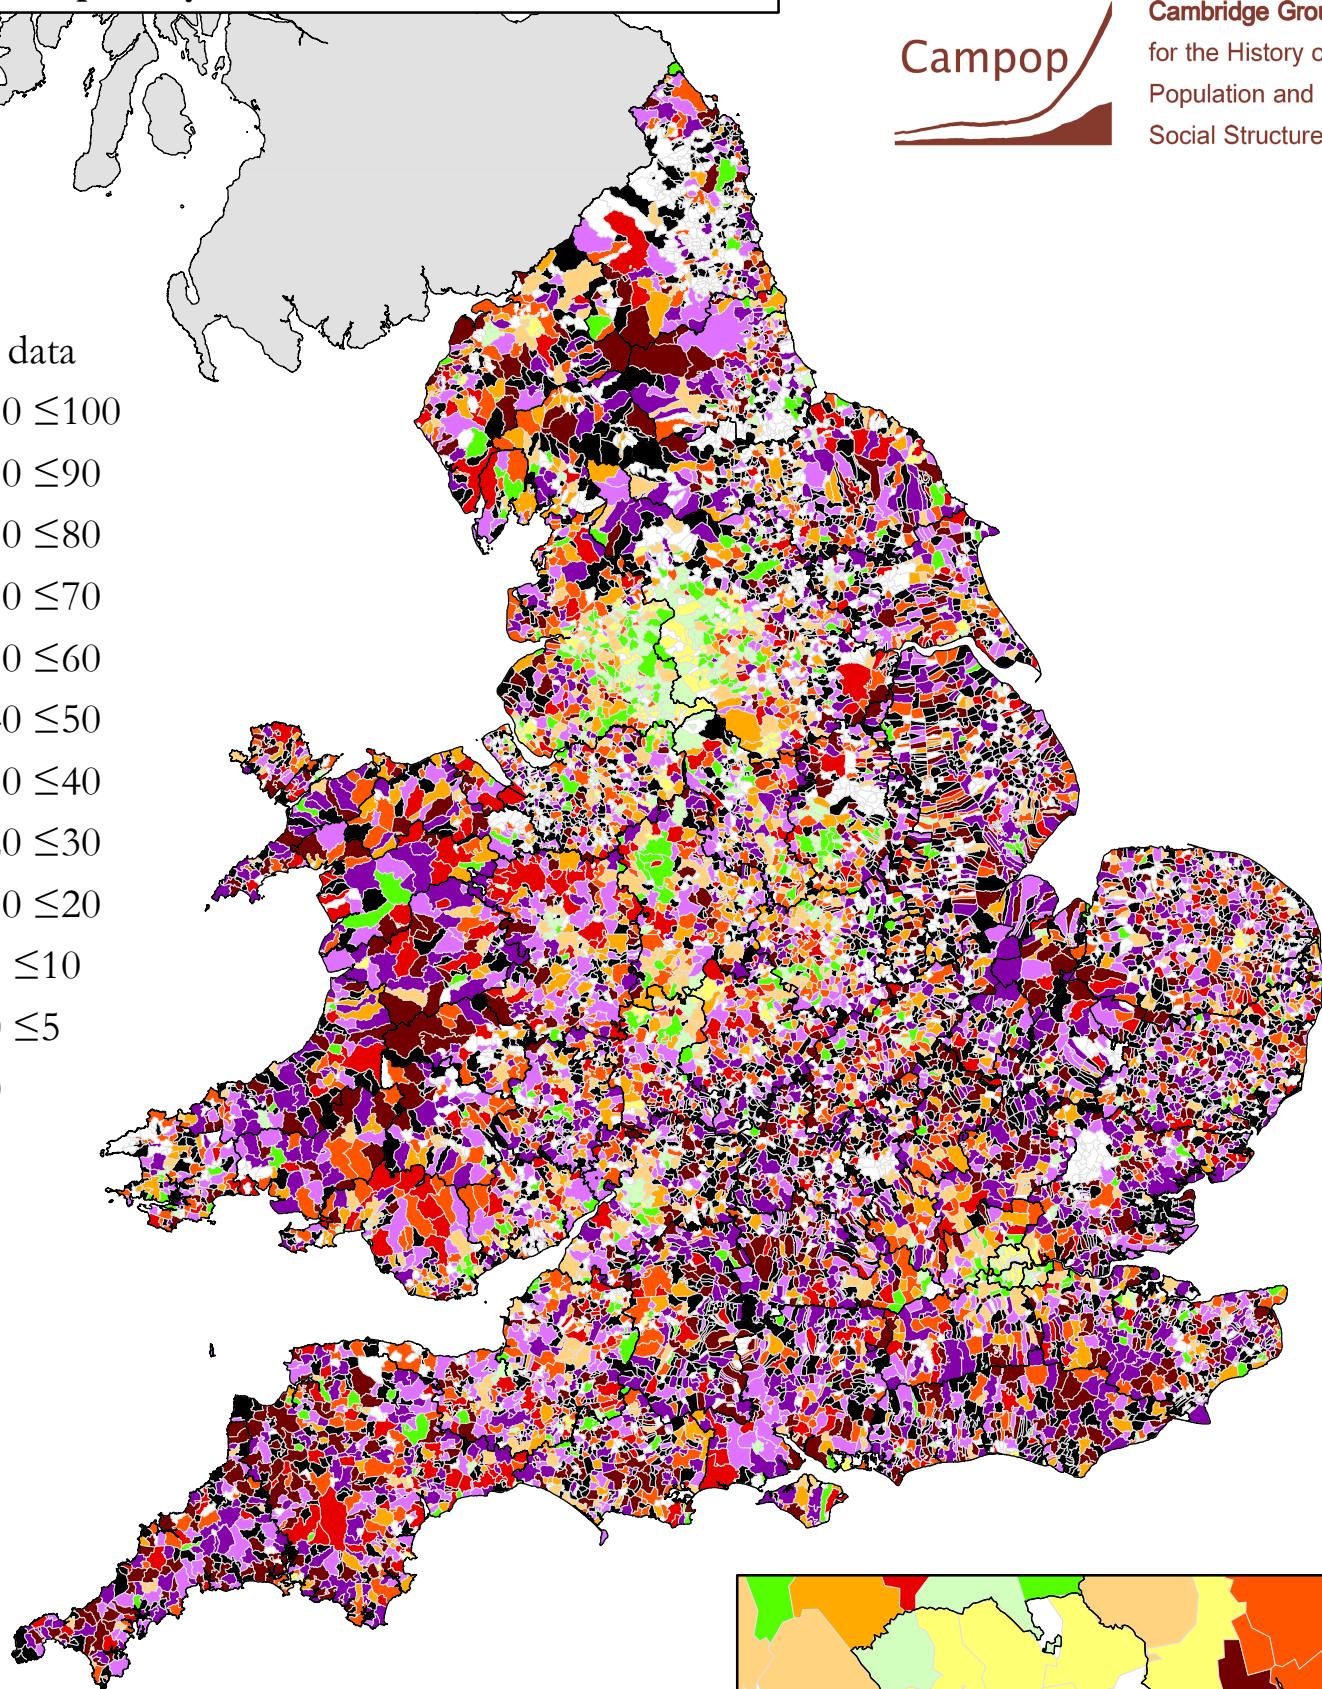 Cambridge Grou
Campop
for the History o
Population and
Social Structure
data
0 ≤100
0 ≤90
0 ≤80
0 ≤70
0 ≤60
0 ≤50
0 ≤40
0 ≤30
0 ≤20
≤10
≤5